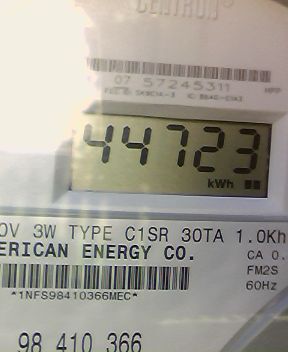 CENTRON®
07 57245311
44723
kWh
0V 3W TYPE C1SR 30TA 1.0Kh
ERICAN ENERGY CO. CA 0.
FM2S
*1NFS98410366MEC* 60Hz
98 410 366